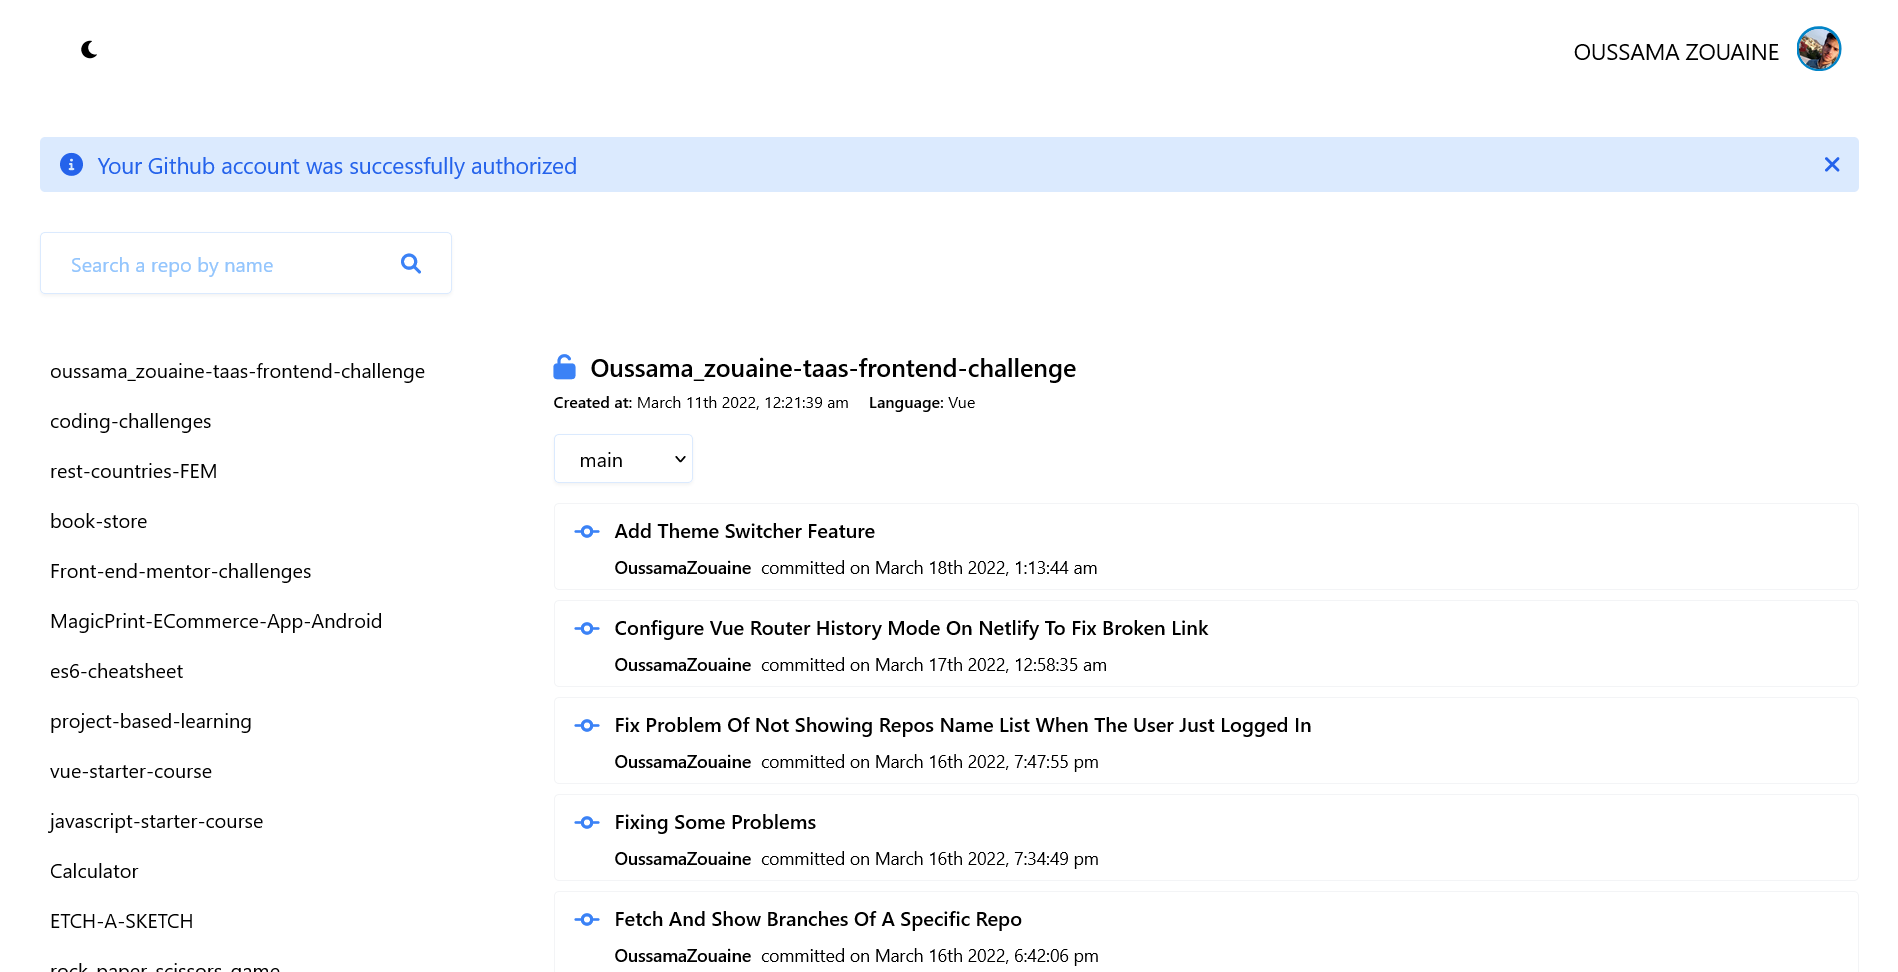 OUSSAMA ZOUAINE
Your Github account was successfully authorized
Search a repo by name
oussama_zouaine-taas-frontend-challenge
coding-challenges
rest-countries-FEM
book-store
Front-end-mentor-challenges
MagicPrint-ECommerce-App-Android
es6-cheatsheet
project-based-learning
vue-starter-course
javascript-starter-course
Calculator
ETCH-A-SKETCH
rock_paper_scissors_game
Oussama_zouaine-taas-frontend-challenge
Created at: March 11th 2022, 12:21:39 am Language: Vue
main
Add Theme Switcher Feature
OussamaZouaine committed on March 18th 2022, 1:13:44 am
Configure Vue Router History Mode On Netlify To Fix Broken Link
OussamaZouaine committed on March 17th 2022, 12:58:35 am
Fix Problem Of Not Showing Repos Name List When The User Just Logged In
OussamaZouaine committed on March 16th 2022, 7:47:55 pm
Fixing Some Problems
OussamaZouaine committed on March 16th 2022, 7:34:49 pm
Fetch And Show Branches Of A Specific Repo
OussamaZouaine committed on March 16th 2022, 6:42:06 pm